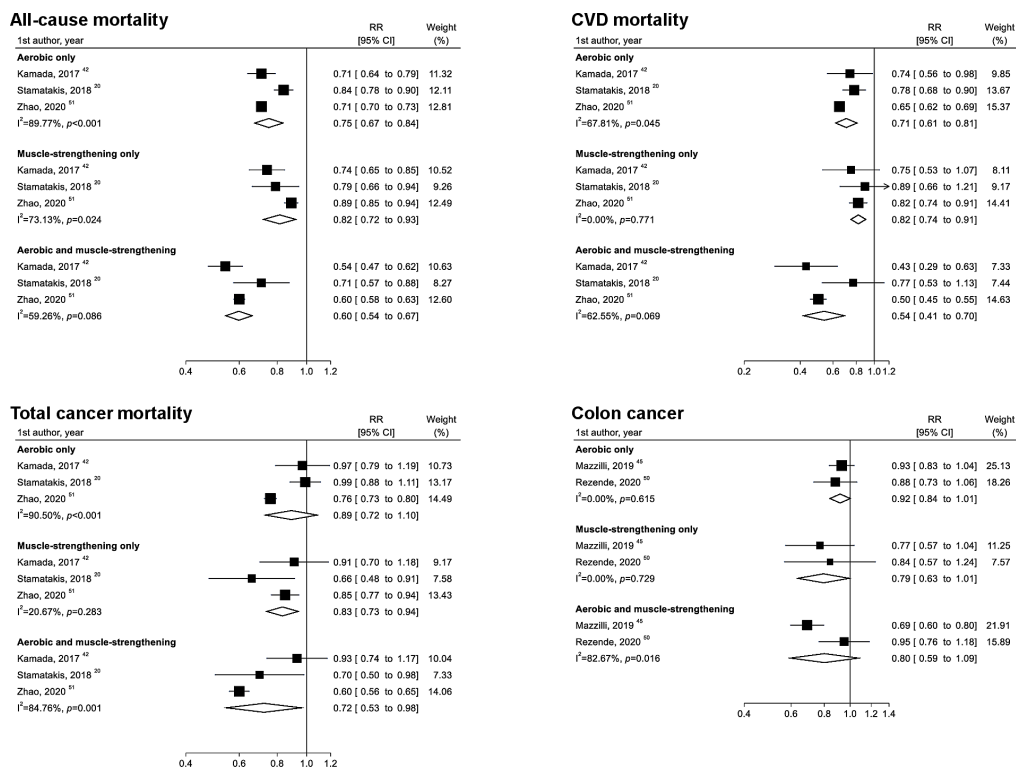 All-cause mortality
RR Weight
1st author, year [95% CI] (%)
Aerobic only
Kamada, 2017 42 0.71 [ 0.64 to 0.79] 11.32
Stamatakis, 2018 20 0.84 [ 0.78 to 0.90] 12.11
Zhao, 2020 51 0.71 [ 0.70 to 0.73] 12.81
I2=89.77%, p<0.001 0.75 [ 0.67 to 0.84]
Muscle-strengthening only
Kamada, 2017 42 0.74 [ 0.65 to 0.85] 10.52
Stamatakis, 2018 20 0.79 [ 0.66 to 0.94] 9.26
Zhao, 2020 51 0.89 [ 0.85 to 0.94] 12.49
I2=73.13%, p=0.024 0.82 [ 0.72 to 0.93]
Aerobic and muscle-strengthening
Kamada, 2017 42 0.54 [ 0.47 to 0.62] 10.63
Stamatakis, 2018 20 0.71 [ 0.57 to 0.88] 8.27
Zhao, 2020 51 0.60 [ 0.58 to 0.63] 12.60
I2=59.26%, p=0.086 0.60 [ 0.54 to 0.67]
0.4 0.6 0.8 1.0 1.2
CVD mortality
RR Weight
1st author, year [95% CI] (%)
Aerobic only
Kamada, 2017 42 0.74 [ 0.56 to 0.98] 9.85
Stamatakis, 2018 20 0.78 [ 0.68 to 0.90] 13.67
Zhao, 2020 51 0.65 [ 0.62 to 0.69] 15.37
I2=67.81%, p=0.045 0.71 [ 0.61 to 0.81]
Muscle-strengthening only
Kamada, 2017 42 0.75 [ 0.53 to 1.07] 8.11
Stamatakis, 2018 20 0.89 [ 0.66 to 1.21] 9.17
Zhao, 2020 51 0.82 [ 0.74 to 0.91] 14.41
I2=0.00%, p=0.771 0.82 [ 0.74 to 0.91]
Aerobic and muscle-strengthening
Kamada, 2017 42 0.43 [ 0.29 to 0.63] 7.33
Stamatakis, 2018 20 0.77 [ 0.53 to 1.13] 7.44
Zhao, 2020 51 0.50 [ 0.45 to 0.55] 14.63
I2=62.55%, p=0.069 0.54 [ 0.41 to 0.70]
0.2 0.4 0.6 0.8 1.0 1.2
Total cancer mortality
RR Weight
1st author, year [95% CI] (%)
Aerobic only
Kamada, 2017 42 0.97 [ 0.79 to 1.19] 10.73
Stamatakis, 2018 20 0.99 [ 0.88 to 1.11] 13.17
Zhao, 2020 51 0.76 [ 0.73 to 0.80] 14.49
I2=90.50%, p<0.001 0.89 [ 0.72 to 1.10]
Muscle-strengthening only
Kamada, 2017 42 0.91 [ 0.70 to 1.18] 9.17
Stamatakis, 2018 20 0.66 [ 0.48 to 0.91] 7.58
Zhao, 2020 51 0.85 [ 0.77 to 0.94] 13.43
I2=20.67%, p=0.283 0.83 [ 0.73 to 0.94]
Aerobic and muscle-strengthening
Kamada, 2017 42 0.93 [ 0.74 to 1.17] 10.04
Stamatakis, 2018 20 0.70 [ 0.50 to 0.98] 7.33
Zhao, 2020 51 0.60 [ 0.56 to 0.65] 14.06
I2=84.76%, p=0.001 0.72 [ 0.53 to 0.98]
0.4 0.6 0.8 1.0 1.2
Colon cancer
RR Weight
1st author, year [95% CI] (%)
Aerobic only
Mazzilli, 2019 45 0.93 [ 0.83 to 1.04] 25.13
Rezende, 2020 50 0.88 [ 0.73 to 1.06] 18.26
I2=0.00%, p=0.615 0.92 [ 0.84 to 1.01]
Muscle-strengthening only
Mazzilli, 2019 45 0.77 [ 0.57 to 1.04] 11.25
Rezende, 2020 50 0.84 [ 0.57 to 1.24] 7.57
I2=0.00%, p=0.729 0.79 [ 0.63 to 1.01]
Aerobic and muscle-strengthening
Mazzilli, 2019 45 0.69 [ 0.60 to 0.80] 21.91
Rezende, 2020 50 0.95 [ 0.76 to 1.18] 15.89
I2=82.67%, p=0.016 0.80 [ 0.59 to 1.09]
0.4 0.6 0.8 1.0 1.2 1.4